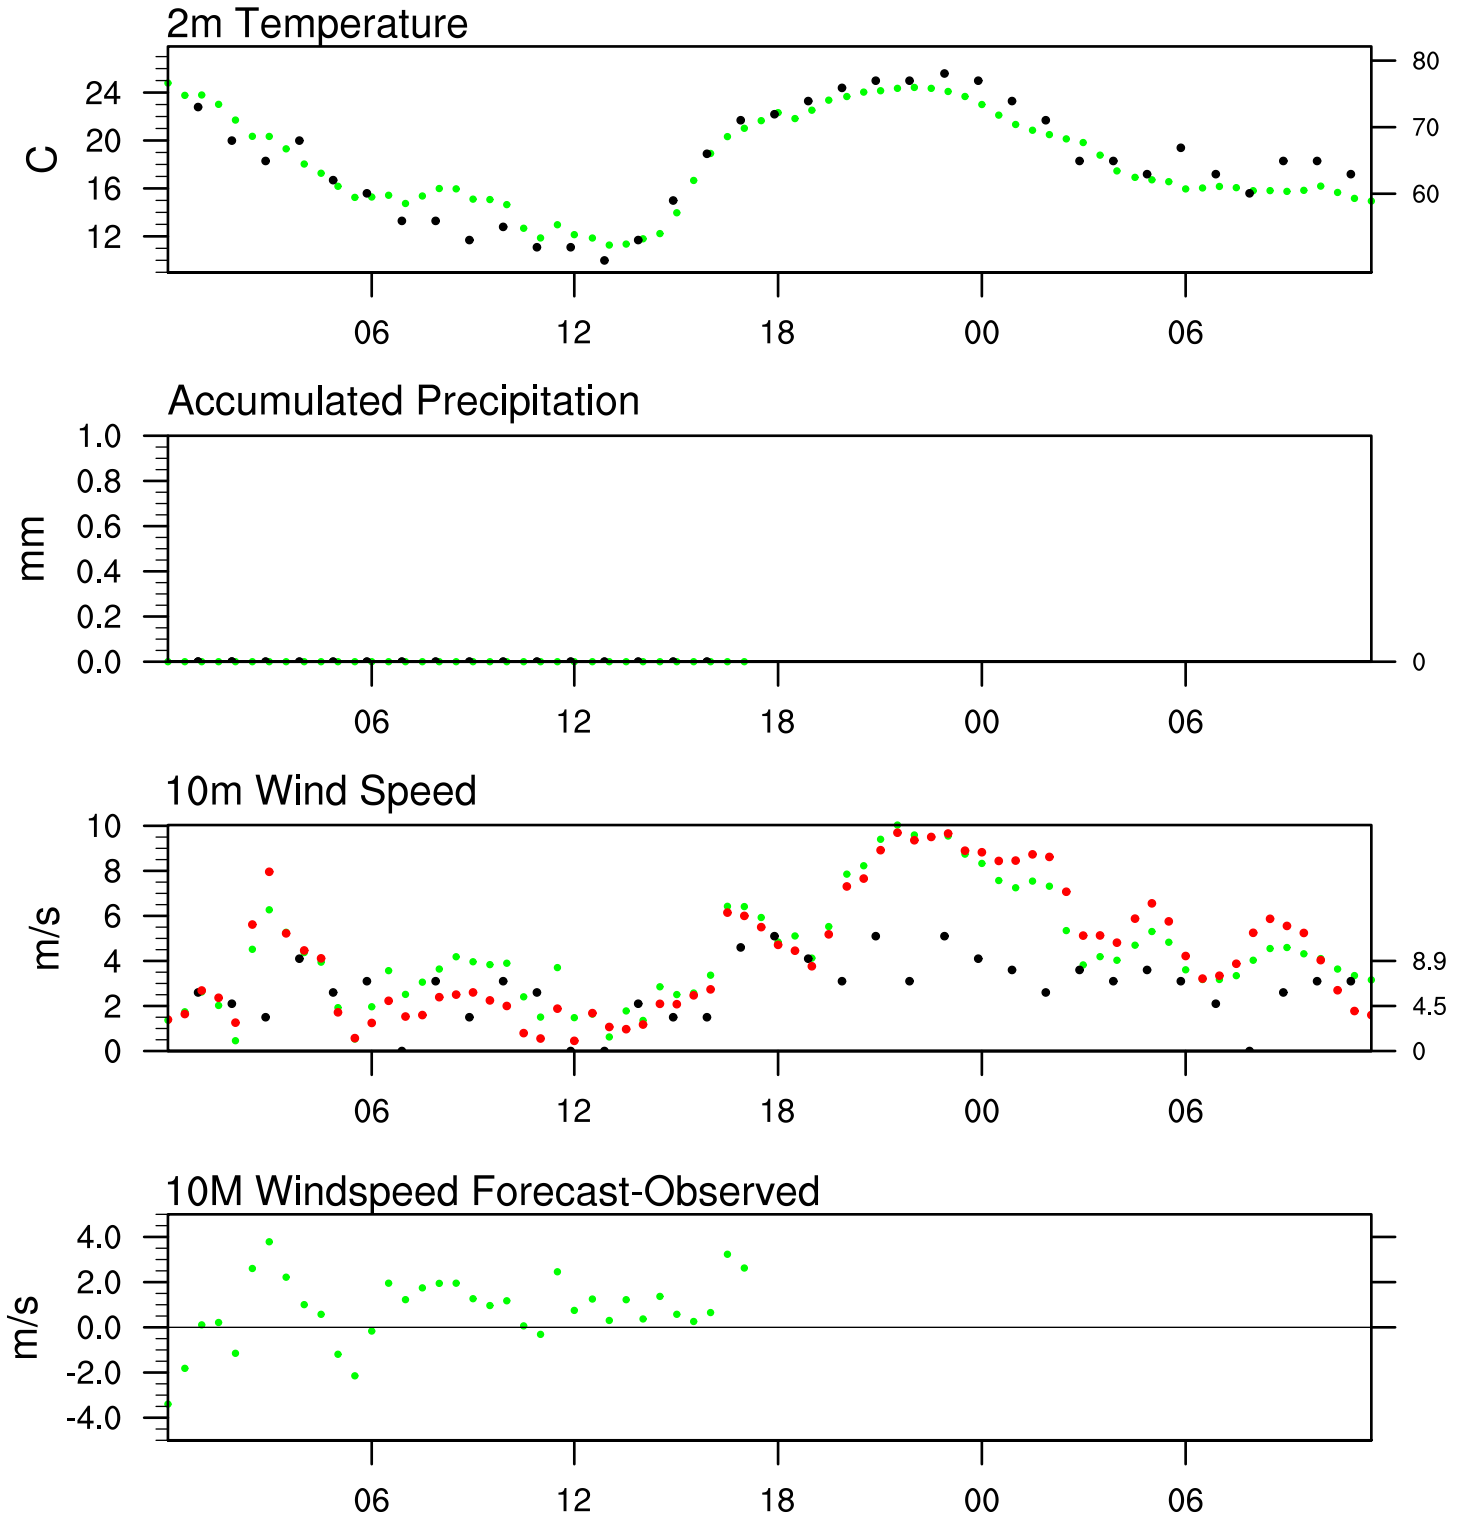 2m Temperature
24
20
16
12
C
80
70
60
06 12 18 00 06
Accumulated Precipitation
1.0
0.8
0.6
0.4
0.2
0.0
mm
0
06 12 18 00 06
10m Wind Speed
10
8
6
4
2
0
m/s
8.9
4.5
0
06 12 18 00 06
10M Windspeed Forecast-Observed
4.0
2.0
0.0
-2.0
-4.0
m/s
06 12 18 00 06